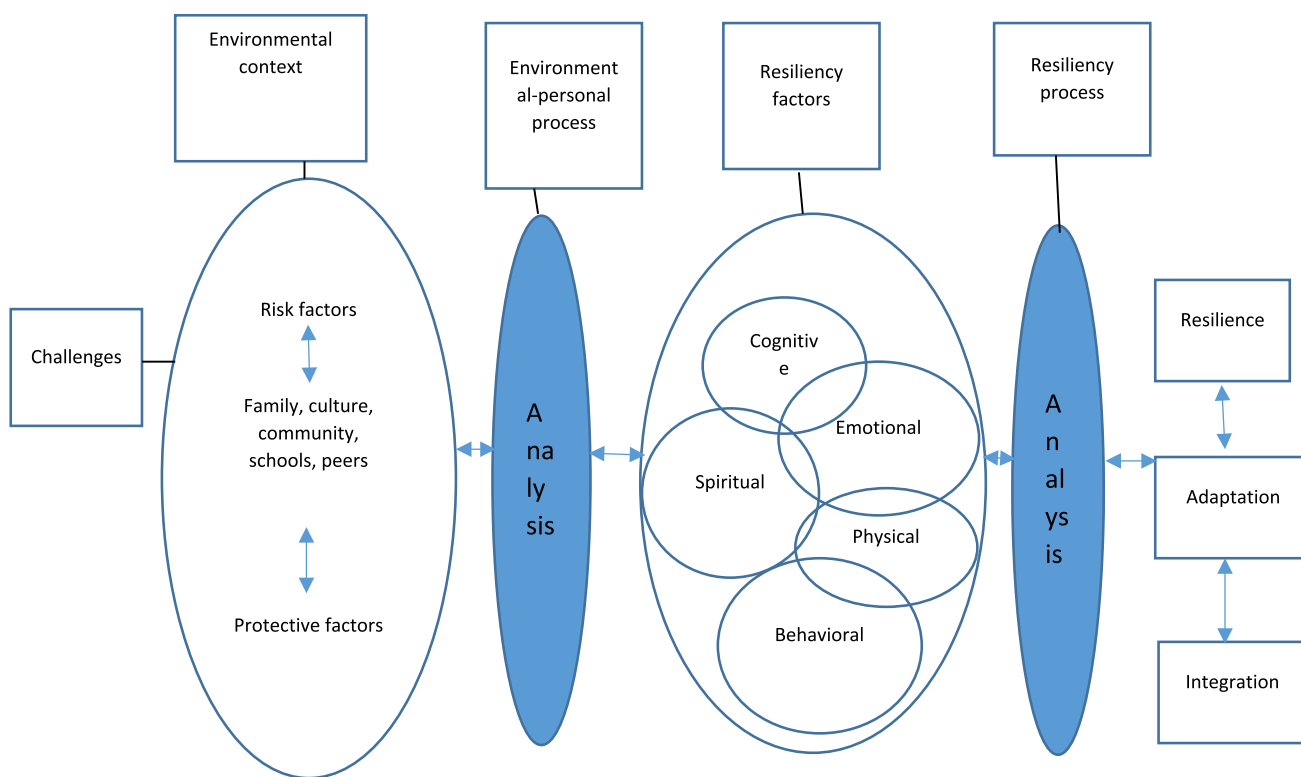 Environmental
context
Environment
al-personal
process
Resiliency
factors
Resiliency
process
Challenges
Risk factors
Family, culture,
community,
schools, peers
Protective factors
A
na
ly
sis
Cognitiv
e
Emotional
Spiritual
Physical
Behavioral
A
n
al
ys
is
Resilience
Adaptation
Integration